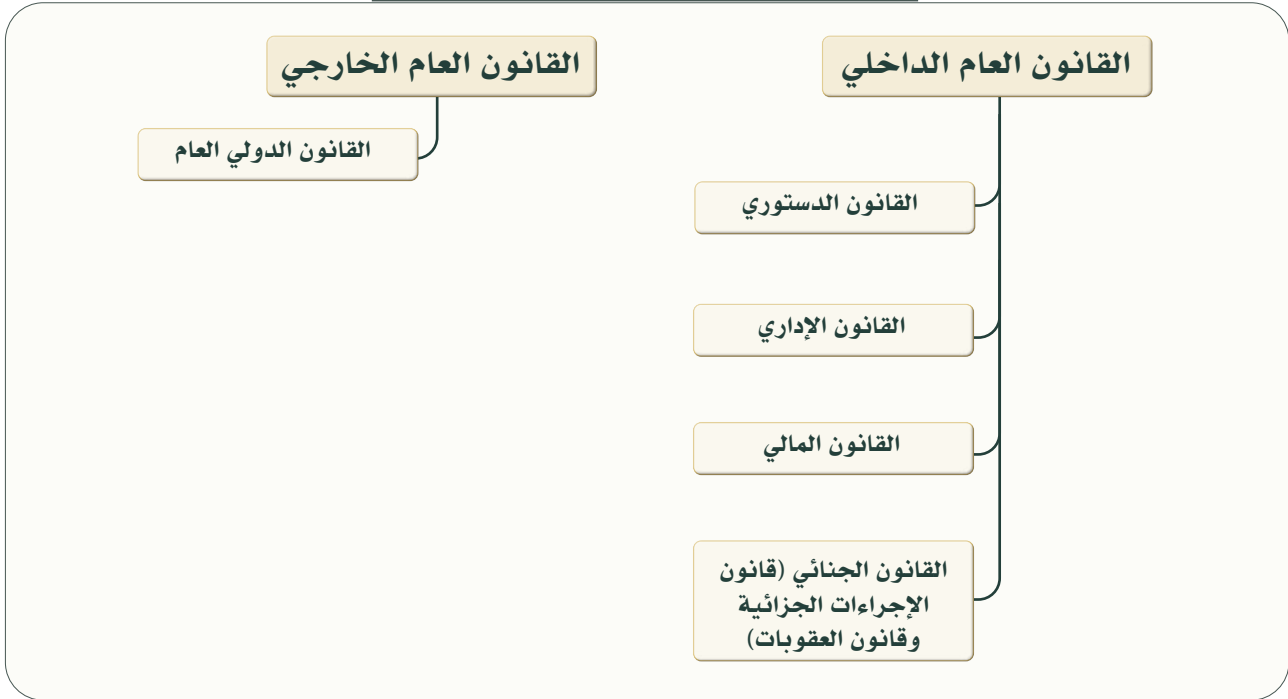 القانون العام الداخلي
القانون الدستوري
القانون الإداري
القانون المالي
القانون الجنائي (قانون
الإجراءات الجزائية
وقانون العقوبات)
القانون العام الخارجي
القانون الدولي العام